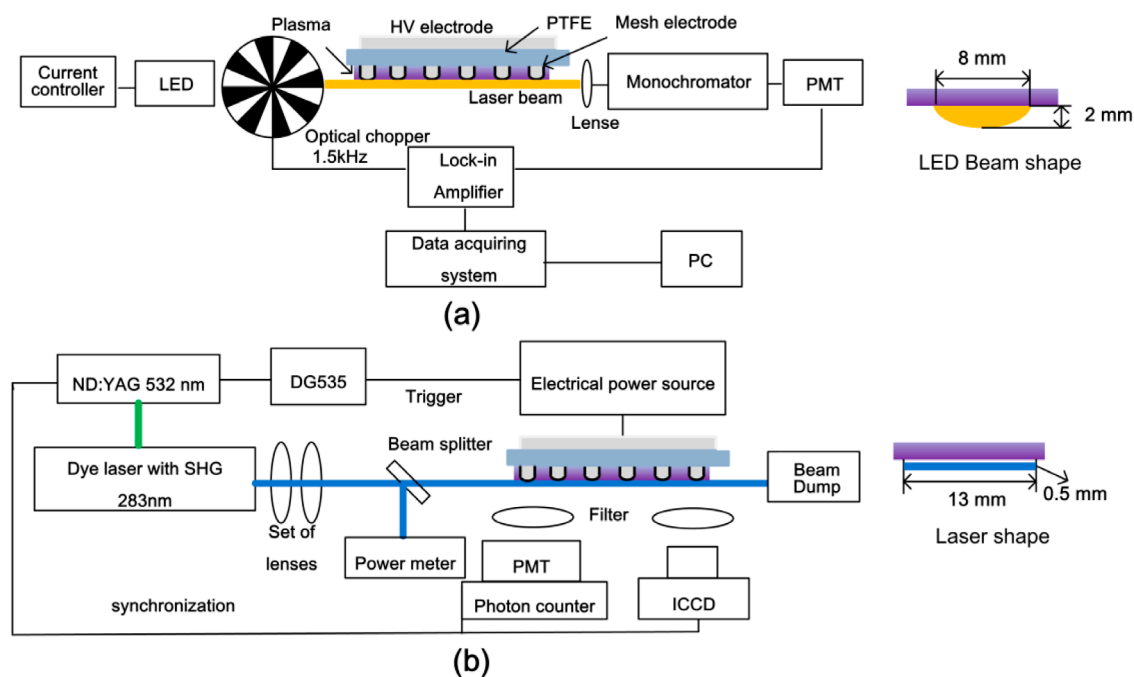 HV electrode
PTFE
Mesh electrode
Plasma
Current
controller
LED
Monochromator
PMT
Laser beam
Lense
Optical chopper
1.5kHz
Lock-in
Amplifier
Data acquiring
system
PC
8 mm
2 mm
LED Beam shape
(a)
ND:YAG 532 nm
DG535
Trigger
Electrical power source
Beam splitter
Dye laser with SHG
283nm
Beam
Dump
Set of
lenses
Filter
Power meter
PMT
Photon counter
ICCD
synchronization
13 mm
0.5 mm
Laser shape
(b)